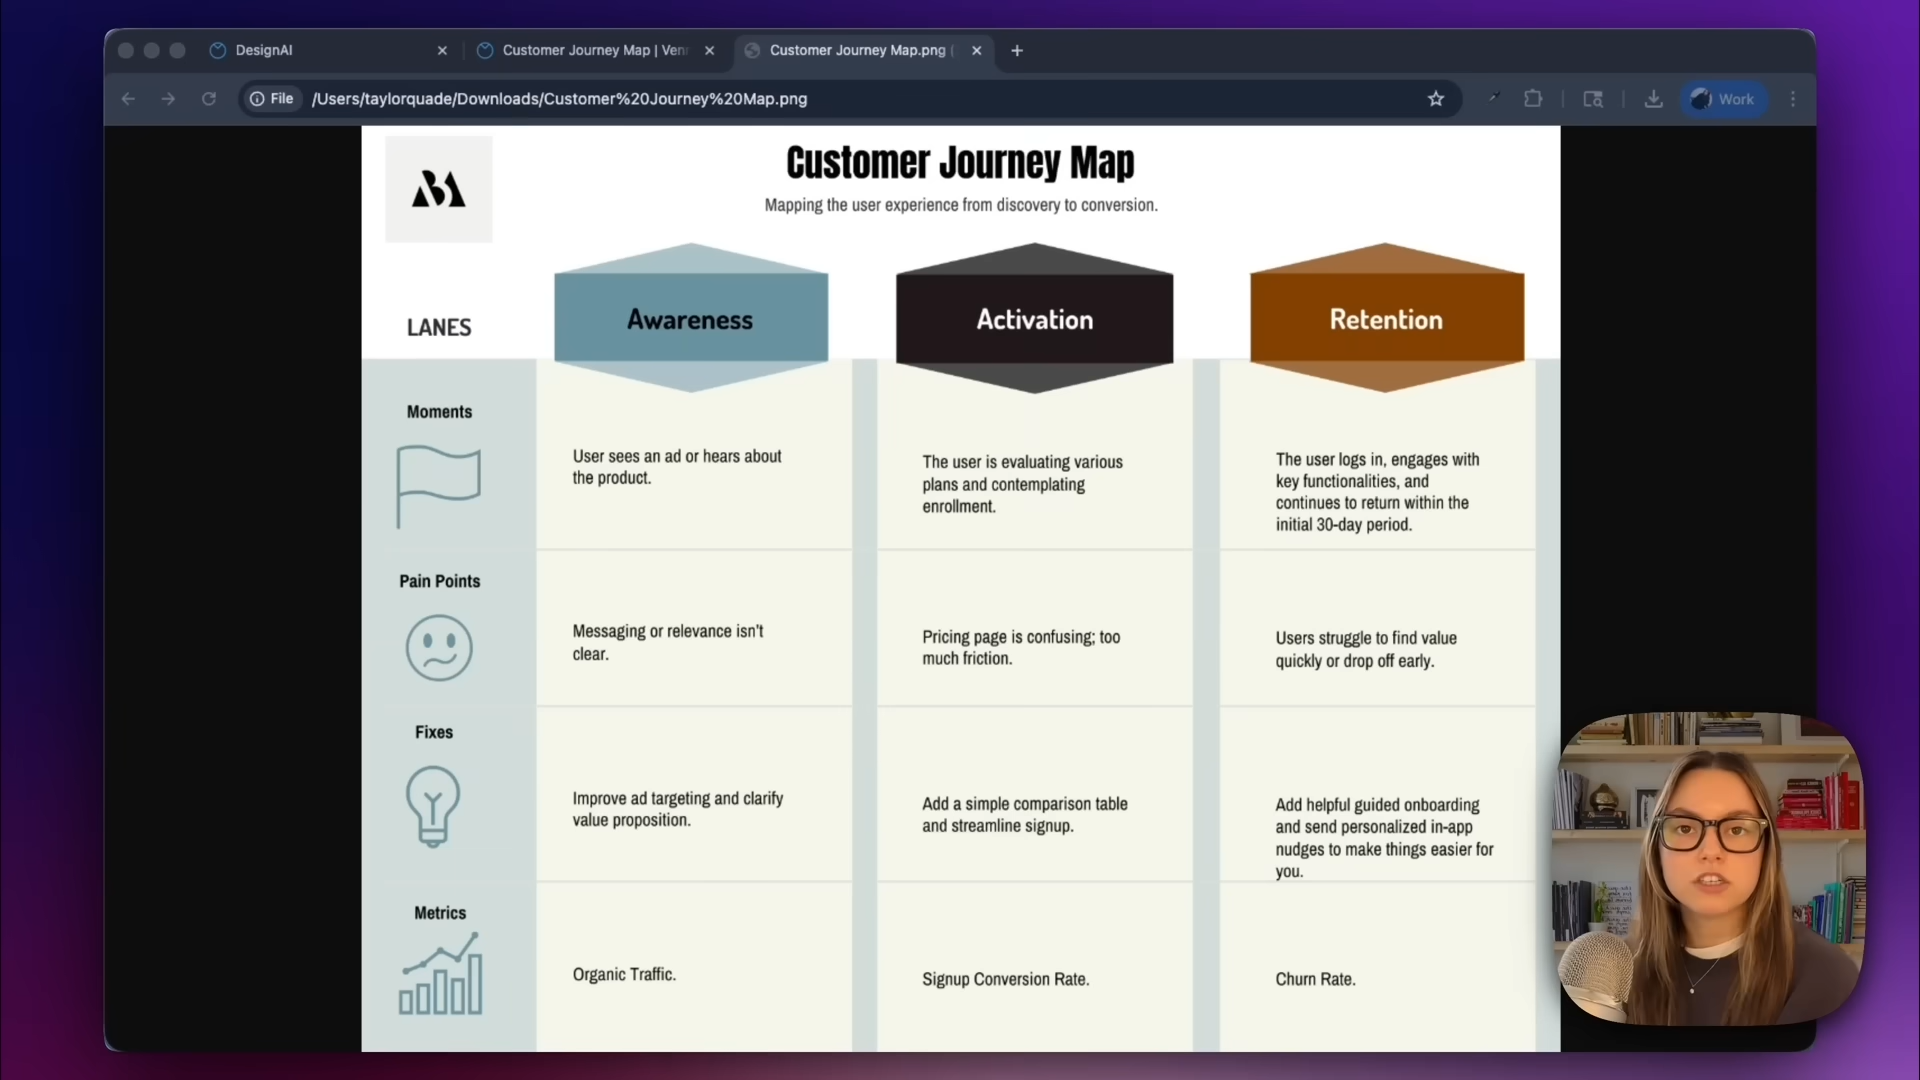 DesignAI
Customer Journey Map | Venn
Customer Journey Map.png (
File
/Users/taylorquade/Downloads/Customer%20Journey%20Map.png
Work
Customer Journey Map
Mapping the user experience from discovery to conversion.
LANES
Awareness
Activation
Retention
Moments
User sees an ad or hears about
the product.
The user is evaluating various
plans and contemplating
enrollment.
The user logs in, engages with
key functionalities, and
continues to return within the
initial 30-day period.
Pain Points
Messaging or relevance isn't
clear.
Pricing page is confusing; too
much friction.
Users struggle to find value
quickly or drop off early.
Fixes
Improve ad targeting and clarify
value proposition.
Add a simple comparison table
and streamline signup.
Add helpful guided onboarding
and send personalized in-app
nudges to make things easier for
you.
Metrics
Organic Traffic.
Signup Conversion Rate.
Churn Rate.